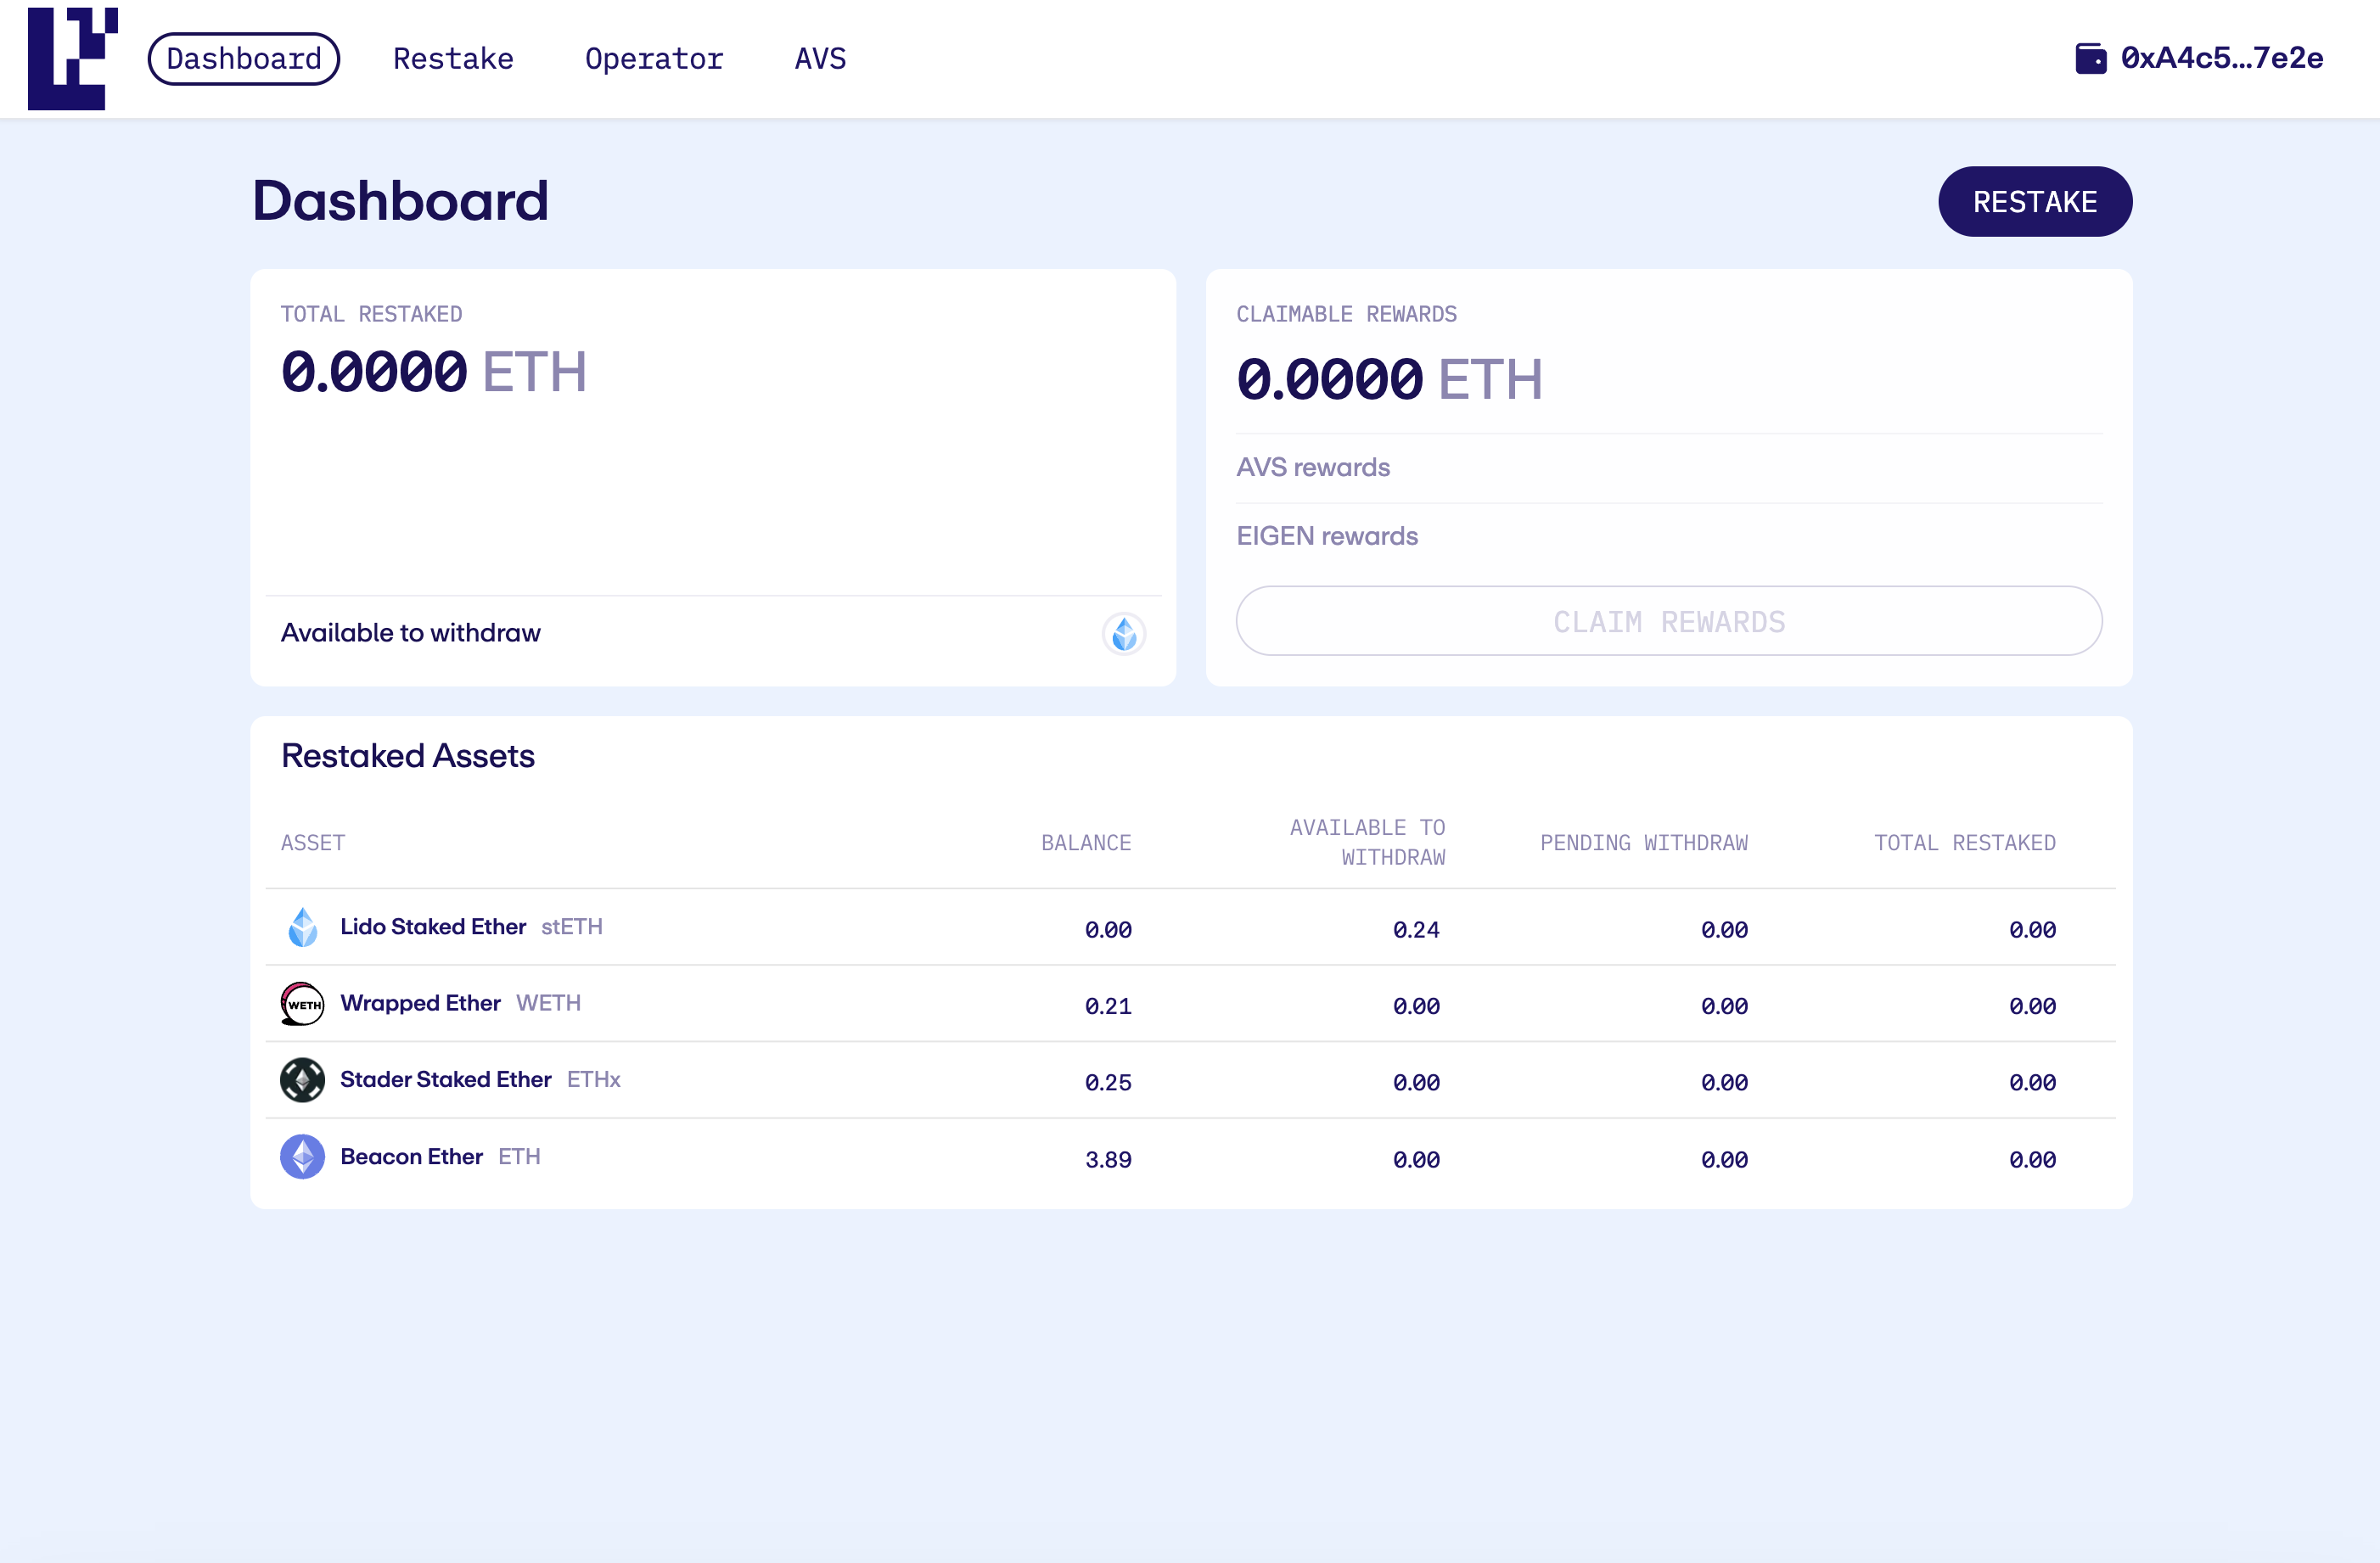 Dashboard Restake Operator AVS 0xA4c5...7e2e
Dashboard RESTAKE
TOTAL RESTAKED
0.0000 ETH
Available to withdraw
CLAIMABLE REWARDS
0.0000 ETH
AVS rewards
EIGEN rewards
CLAIM REWARDS
Restaked Assets
ASSET BALANCE AVAILABLE TO WITHDRAW PENDING WITHDRAW TOTAL RESTAKED
Lido Staked Ether stETH 0.00 0.24 0.00 0.00
WETH Wrapped Ether WETH 0.21 0.00 0.00 0.00
Stader Staked Ether ETHx 0.25 0.00 0.00 0.00
Beacon Ether ETH 3.89 0.00 0.00 0.00